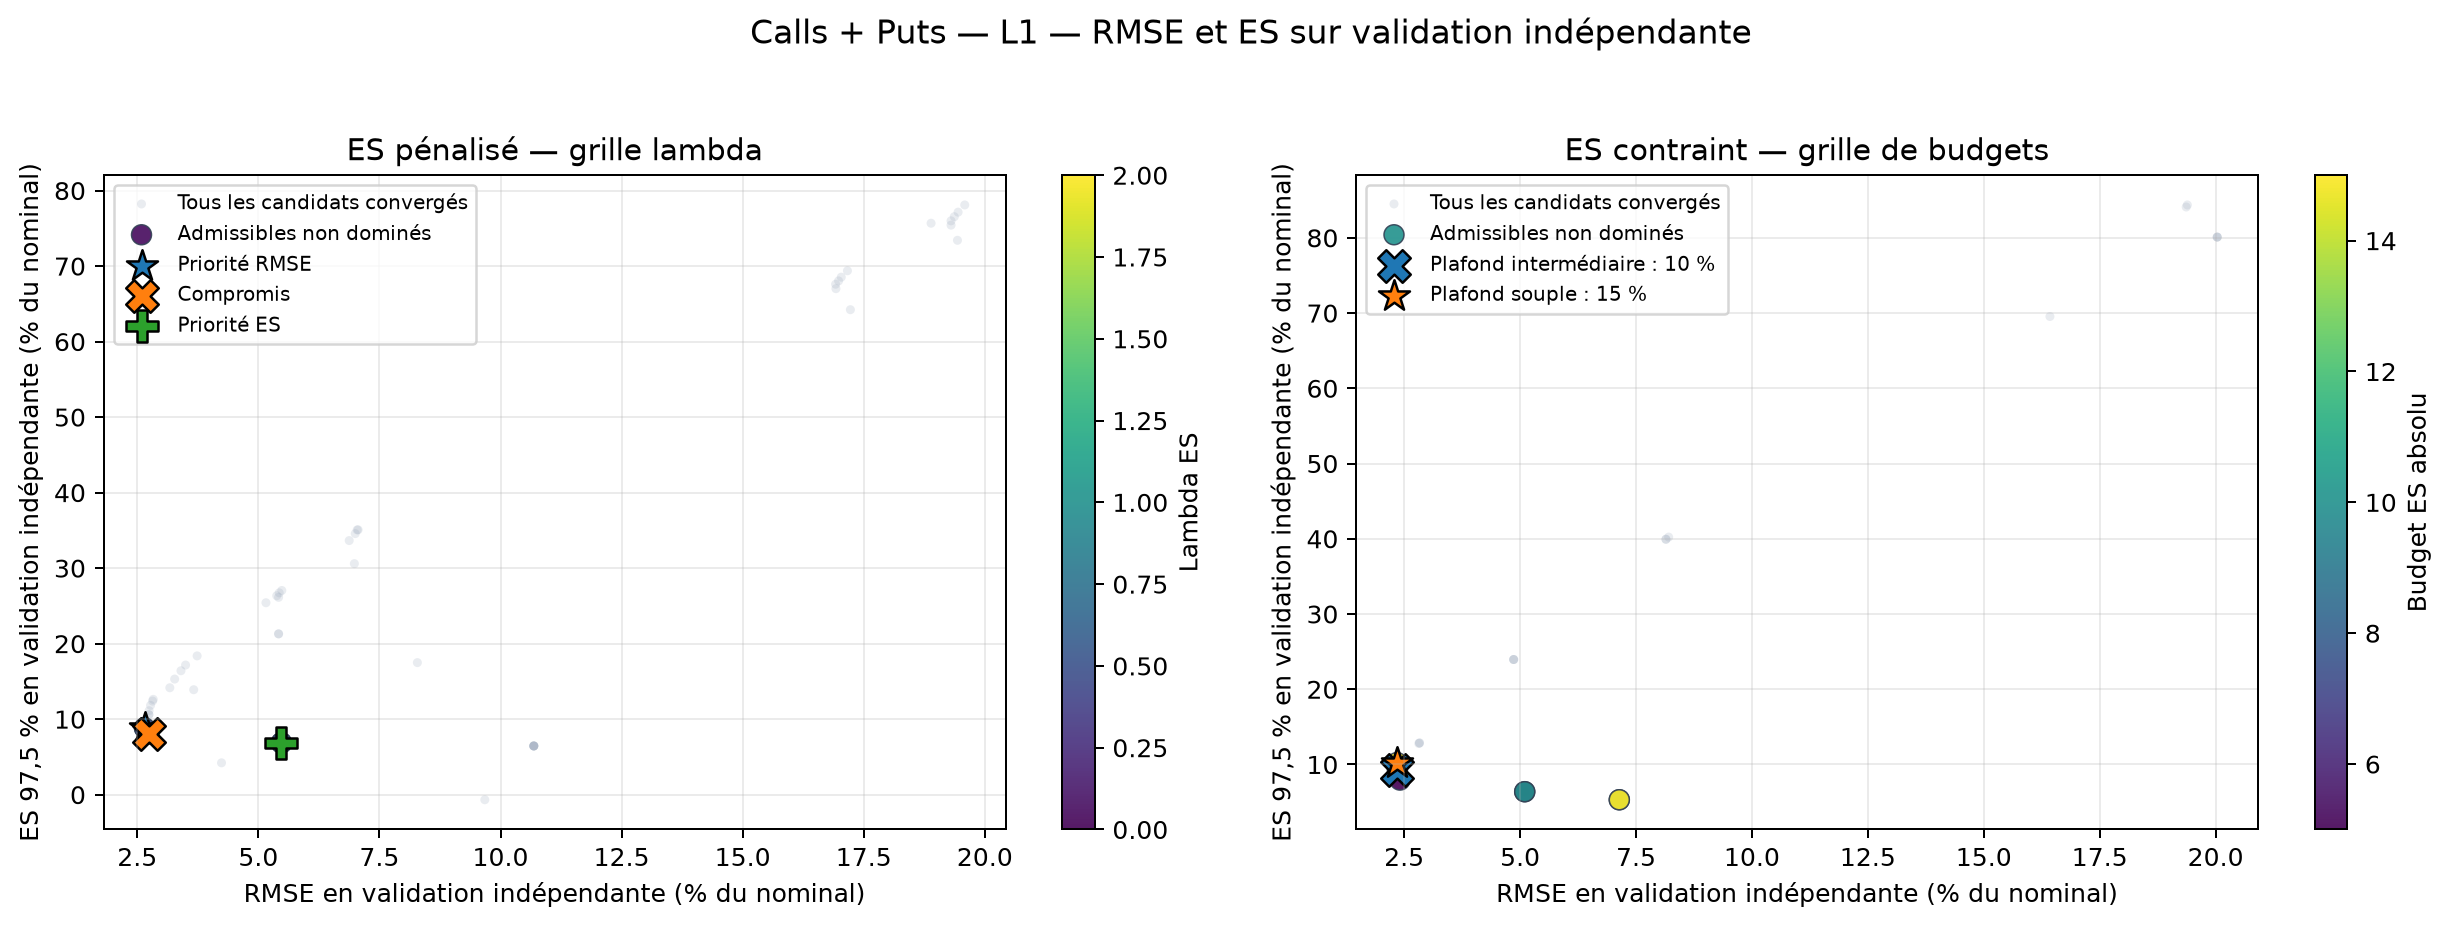 Calls + Puts — L1 — RMSE et ES sur validation indépendante
ES pénalisé — grille lambda
ES 97,5 % en validation indépendante (% du nominal)
80
70
60
50
40
30
20
10
0
Tous les candidats convergés
Admissibles non dominés
Priorité RMSE
Compromis
Priorité ES
2.5 5.0 7.5 10.0 12.5 15.0 17.5 20.0
RMSE en validation indépendante (% du nominal)
2.00
1.75
1.50
1.25
1.00
0.75
0.50
0.25
0.00
Lambda ES
ES contraint — grille de budgets
ES 97,5 % en validation indépendante (% du nominal)
80
70
60
50
40
30
20
10
Tous les candidats convergés
Admissibles non dominés
Plafond intermédiaire : 10 %
Plafond souple : 15 %
2.5 5.0 7.5 10.0 12.5 15.0 17.5 20.0
RMSE en validation indépendante (% du nominal)
14
12
10
8
6
Budget ES absolu